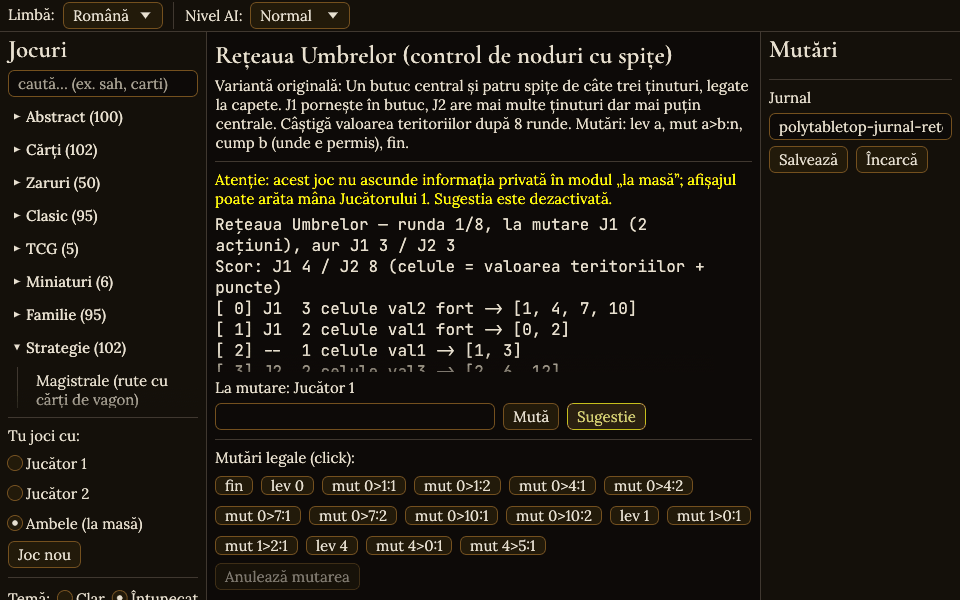 Limbă: Română ▼ Nivel AI: Normal ▼
Jocuri
caută... (ex. sah, carti)
▸ Abstract (100)
▸ Cărți (102)
▸ Zaruri (50)
▸ Clasic (95)
▸ TCG (5)
▸ Miniaturi (6)
▸ Familie (95)
▾ Strategie (102)
Magistrale (rute cu
cărți de vagon)
Tu joci cu:
Jucător 1
Jucător 2
Ambele (la masă)
Joc nou
Temă: Clar Întunecat
Rețeaua Umbrelor (control de noduri cu spițe)
Variantă originală: Un butuc central și patru spițe de câte trei ținuturi, legate
la capete. J1 pornește în butuc, J2 are mai multe ținuturi dar mai puțin
centrale. Câștigă valoarea teritoriilor după 8 runde. Mutări: lev a, mut a>b:n,
cump b (unde e permis), fin.
Atenție: acest joc nu ascunde informația privată în modul „la masă”; afișajul
poate arăta mâna Jucătorului 1. Sugestia este dezactivată.
Rețeaua Umbrelor — runda 1/8, la mutare J1 (2
acțiuni), aur J1 3 / J2 3
Scor: J1 4 / J2 8 (celule = valoarea teritoriilor +
puncte)
[ 0] J1  3 celule val2 fort -> [1, 4, 7, 10]
[ 1] J1  2 celule val1 fort -> [0, 2]
[ 2] --  1 celule val1 -> [1, 3]
[ 3] J2  2 celule val3 -> [2, 6, 12]
La mutare: Jucător 1
Mută Sugestie
Mutări legale (click):
fin lev 0 mut 0>1:1 mut 0>1:2 mut 0>4:1 mut 0>4:2
mut 0>7:1 mut 0>7:2 mut 0>10:1 mut 0>10:2 lev 1 mut 1>0:1
mut 1>2:1 lev 4 mut 4>0:1 mut 4>5:1
Anulează mutarea
Mutări
Jurnal
polytabletop-jurnal-ret
Salvează Încarcă